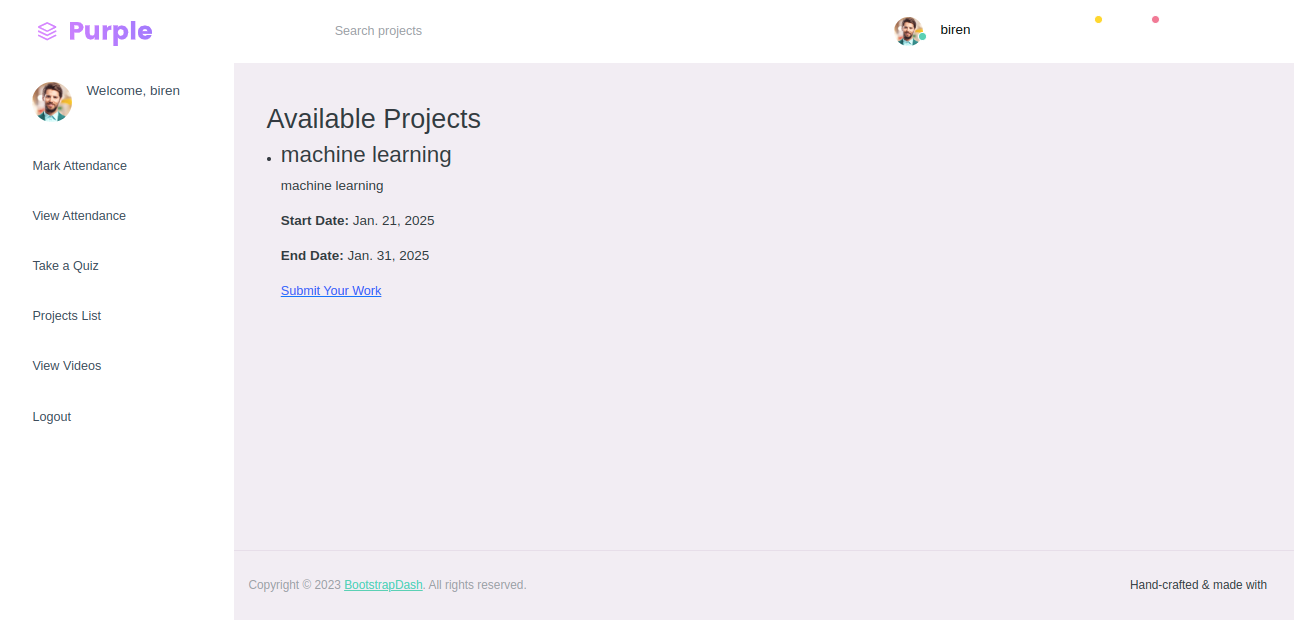 Purple
Search projects
biren
Welcome, biren
Mark Attendance
View Attendance
Take a Quiz
Projects List
View Videos
Logout
Available Projects
machine learning
machine learning
Start Date: Jan. 21, 2025
End Date: Jan. 31, 2025
Submit Your Work
Copyright © 2023 BootstrapDash. All rights reserved.
Hand-crafted & made with